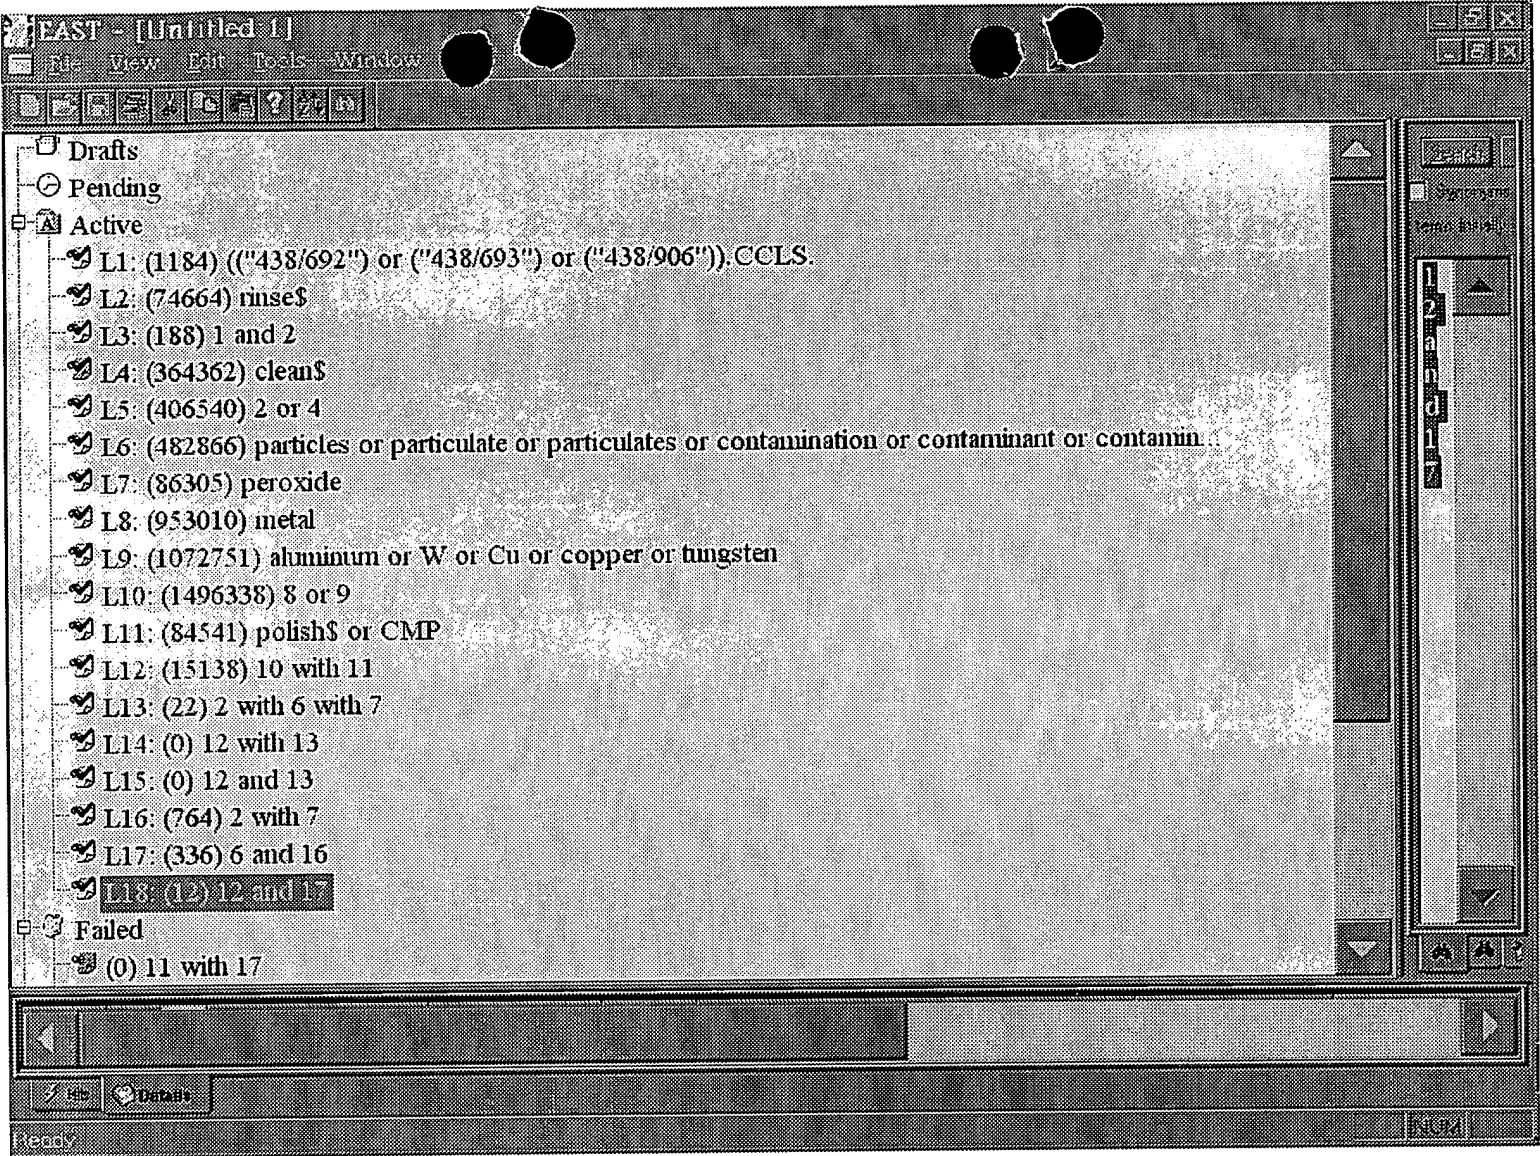 EAST - [Untitled 1]
File View Edit Tools Window
Drafts
Pending
Active
L1: (1184) (("438/692") or ("438/693") or ("438/906")).CCLS.
L2: (74664) rinse$
L3: (188) 1 and 2
L4: (364362) clean$
L5: (406540) 2 or 4
L6: (482866) particles or particulate or particulates or contamination or contaminant or contamin...
L7: (86305) peroxide
L8: (953010) metal
L9: (1072751) aluminum or W or Cu or copper or tungsten
L10: (1496338) 8 or 9
L11: (84541) polish$ or CMP
L12: (15138) 10 with 11
L13: (22) 2 with 6 with 7
L14: (0) 12 with 13
L15: (0) 12 and 13
L16: (764) 2 with 7
L17: (336) 6 and 16
L18: (12) 12 and 17
Failed
(0) 11 with 17
Search
1
2
a
n
d
1
7
Details
Ready
NUM